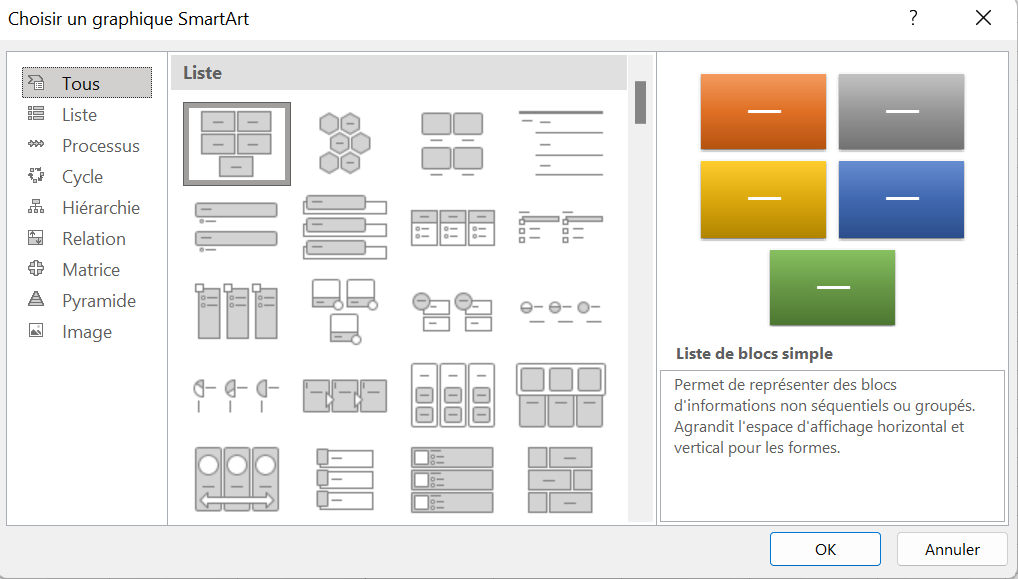 Choisir un graphique SmartArt
?
Tous
Liste
Processus
Cycle
Hiérarchie
Relation
Matrice
Pyramide
Image
Liste
Liste de blocs simple
Permet de représenter des blocs
d'informations non séquentiels ou groupés.
Agrandit l'espace d'affichage horizontal et
vertical pour les formes.
OK
Annuler